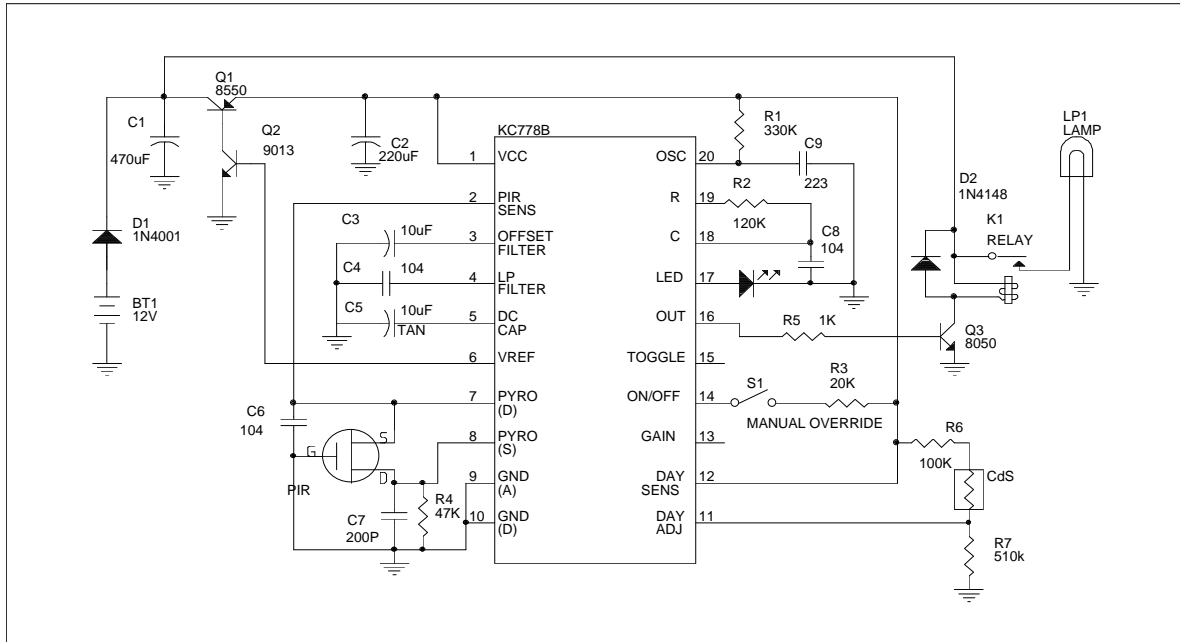 Q1
8550
C1
470uF
Q2
9013
C2
220uF
D1
1N4001
BT1
12V
KC778B
1
VCC
2
PIR
SENS
3
OFFSET
FILTER
4
LP
FILTER
5
DC
CAP
6
VREF
7
PYRO
(D)
8
PYRO
(S)
9
GND
(A)
10
GND
(D)
OSC
20
R
19
C
18
LED
17
OUT
16
TOGGLE
15
ON/OFF
14
GAIN
13
DAY
SENS
12
DAY
ADJ
11
C3
10uF
C4
104
C5
10uF
TAN
C6
104
G
S
D
PIR
C7
200P
R4
47K
R1
330K
C9
223
R2
120K
C8
104
R5
1K
S1
R3
20K
MANUAL OVERRIDE
R6
100K
CdS
R7
510k
D2
1N4148
K1
RELAY
LP1
LAMP
Q3
8050